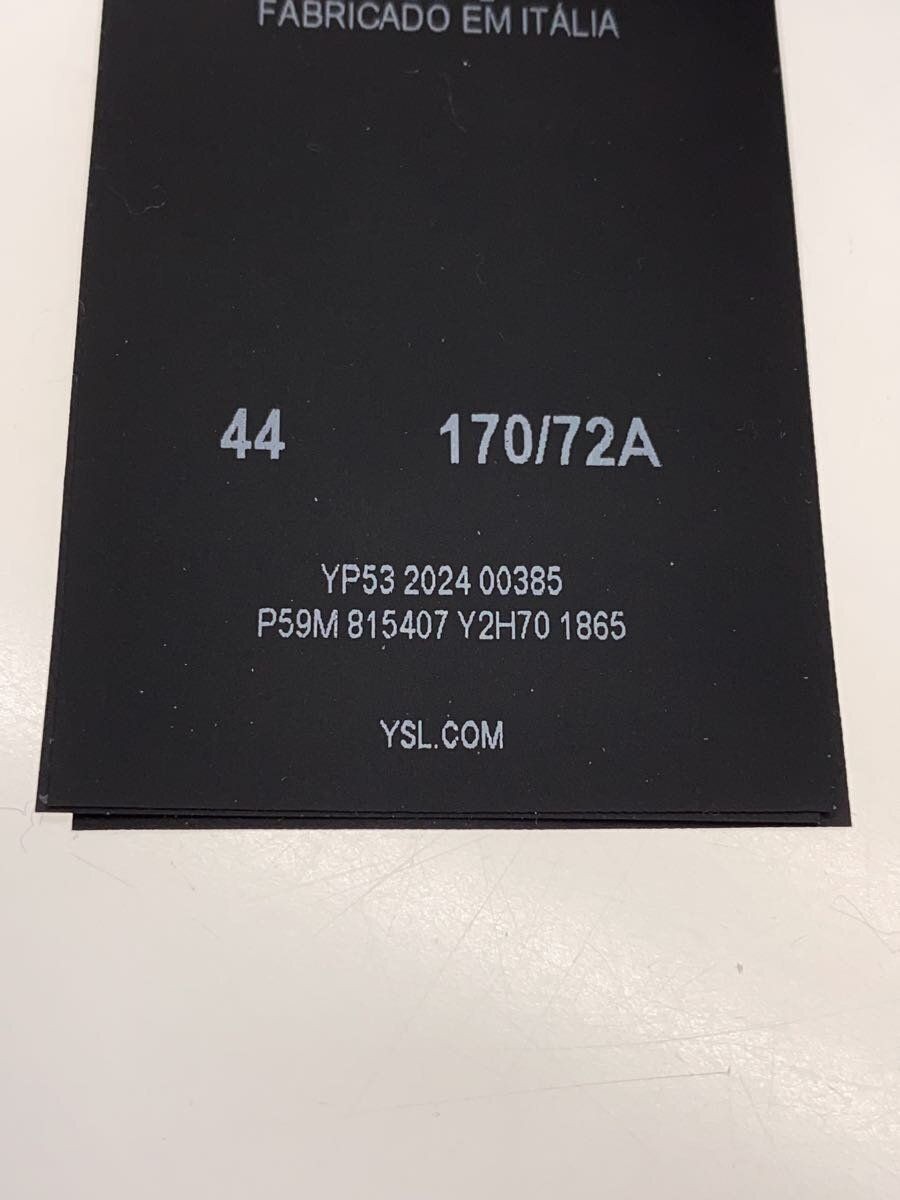 FABRICADO EM ITÁLIA
44 170/72A
YP53 2024 00385
P59M 815407 Y2H70 1865
YSL.COM